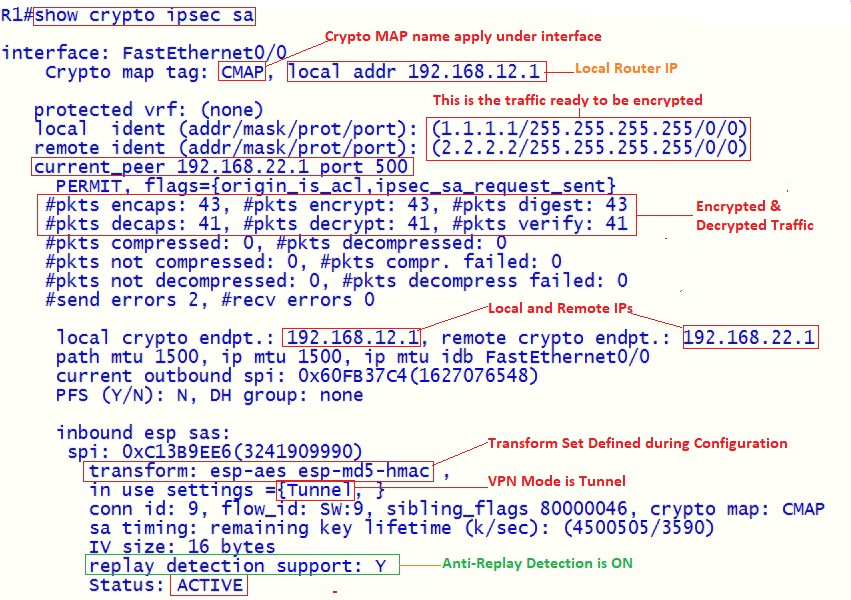 R1#show crypto ipsec sa
Crypto MAP name apply under interface
interface: FastEthernet0/0
Crypto map tag: CMAP, local addr 192.168.12.1
Local Router IP
This is the traffic ready to be encrypted
protected vrf: (none)
local ident (addr/mask/prot/port): (1.1.1.1/255.255.255.255/0/0)
remote ident (addr/mask/prot/port): (2.2.2.2/255.255.255.255/0/0)
current_peer 192.168.22.1 port 500
PERMIT, flags={origin_is_acl,ipsec_sa_request_sent}
#pkts encaps: 43, #pkts encrypt: 43, #pkts digest: 43
#pkts decaps: 41, #pkts decrypt: 41, #pkts verify: 41
Encrypted &
Decrypted Traffic
#pkts compressed: 0, #pkts decompressed: 0
#pkts not compressed: 0, #pkts compr. failed: 0
#pkts not decompressed: 0, #pkts decompress failed: 0
#send errors 2, #recv errors 0
Local and Remote IPs
local crypto endpt.: 192.168.12.1, remote crypto endpt.: 192.168.22.1
path mtu 1500, ip mtu 1500, ip mtu idb FastEthernet0/0
current outbound spi: 0x60FB37C4(1627076548)
PFS (Y/N): N, DH group: none
inbound esp sas:
spi: 0xC13B9EE6(3241909990)
Transform Set Defined during Configuration
transform: esp-aes esp-md5-hmac ,
VPN Mode is Tunnel
in use settings ={Tunnel, }
conn id: 9, flow_id: SW:9, sibling_flags 80000046, crypto map: CMAP
sa timing: remaining key lifetime (k/sec): (4500505/3590)
IV size: 16 bytes
replay detection support: Y
Anti-Replay Detection is ON
Status: ACTIVE